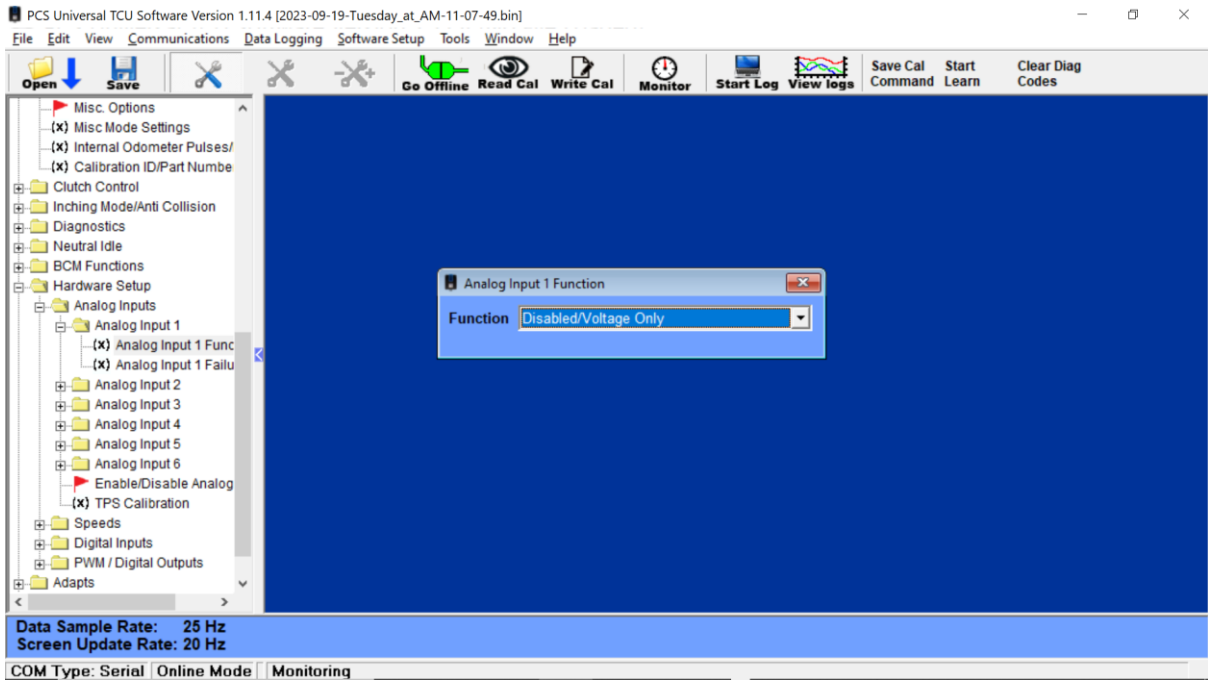 PCS Universal TCU Software Version 1.11.4 [2023-09-19-Tuesday_at_AM-11-07-49.bin]
File Edit View Communications Data Logging Software Setup Tools Window Help
Open Save Go Offline Read Cal Write Cal Monitor Start Log View logs Save Cal Command Start Learn Clear Diag Codes
Misc. Options
(x) Misc Mode Settings
(x) Internal Odometer Pulses/
(x) Calibration ID/Part Numbe
Clutch Control
Inching Mode/Anti Collision
Diagnostics
Neutral Idle
BCM Functions
Hardware Setup
Analog Inputs
Analog Input 1
(x) Analog Input 1 Func
(x) Analog Input 1 Failu
Analog Input 2
Analog Input 3
Analog Input 4
Analog Input 5
Analog Input 6
Enable/Disable Analog
(x) TPS Calibration
Speeds
Digital Inputs
PWM / Digital Outputs
Adapts
Analog Input 1 Function
Function Disabled/Voltage Only
Data Sample Rate: 25 Hz
Screen Update Rate: 20 Hz
COM Type: Serial Online Mode Monitoring